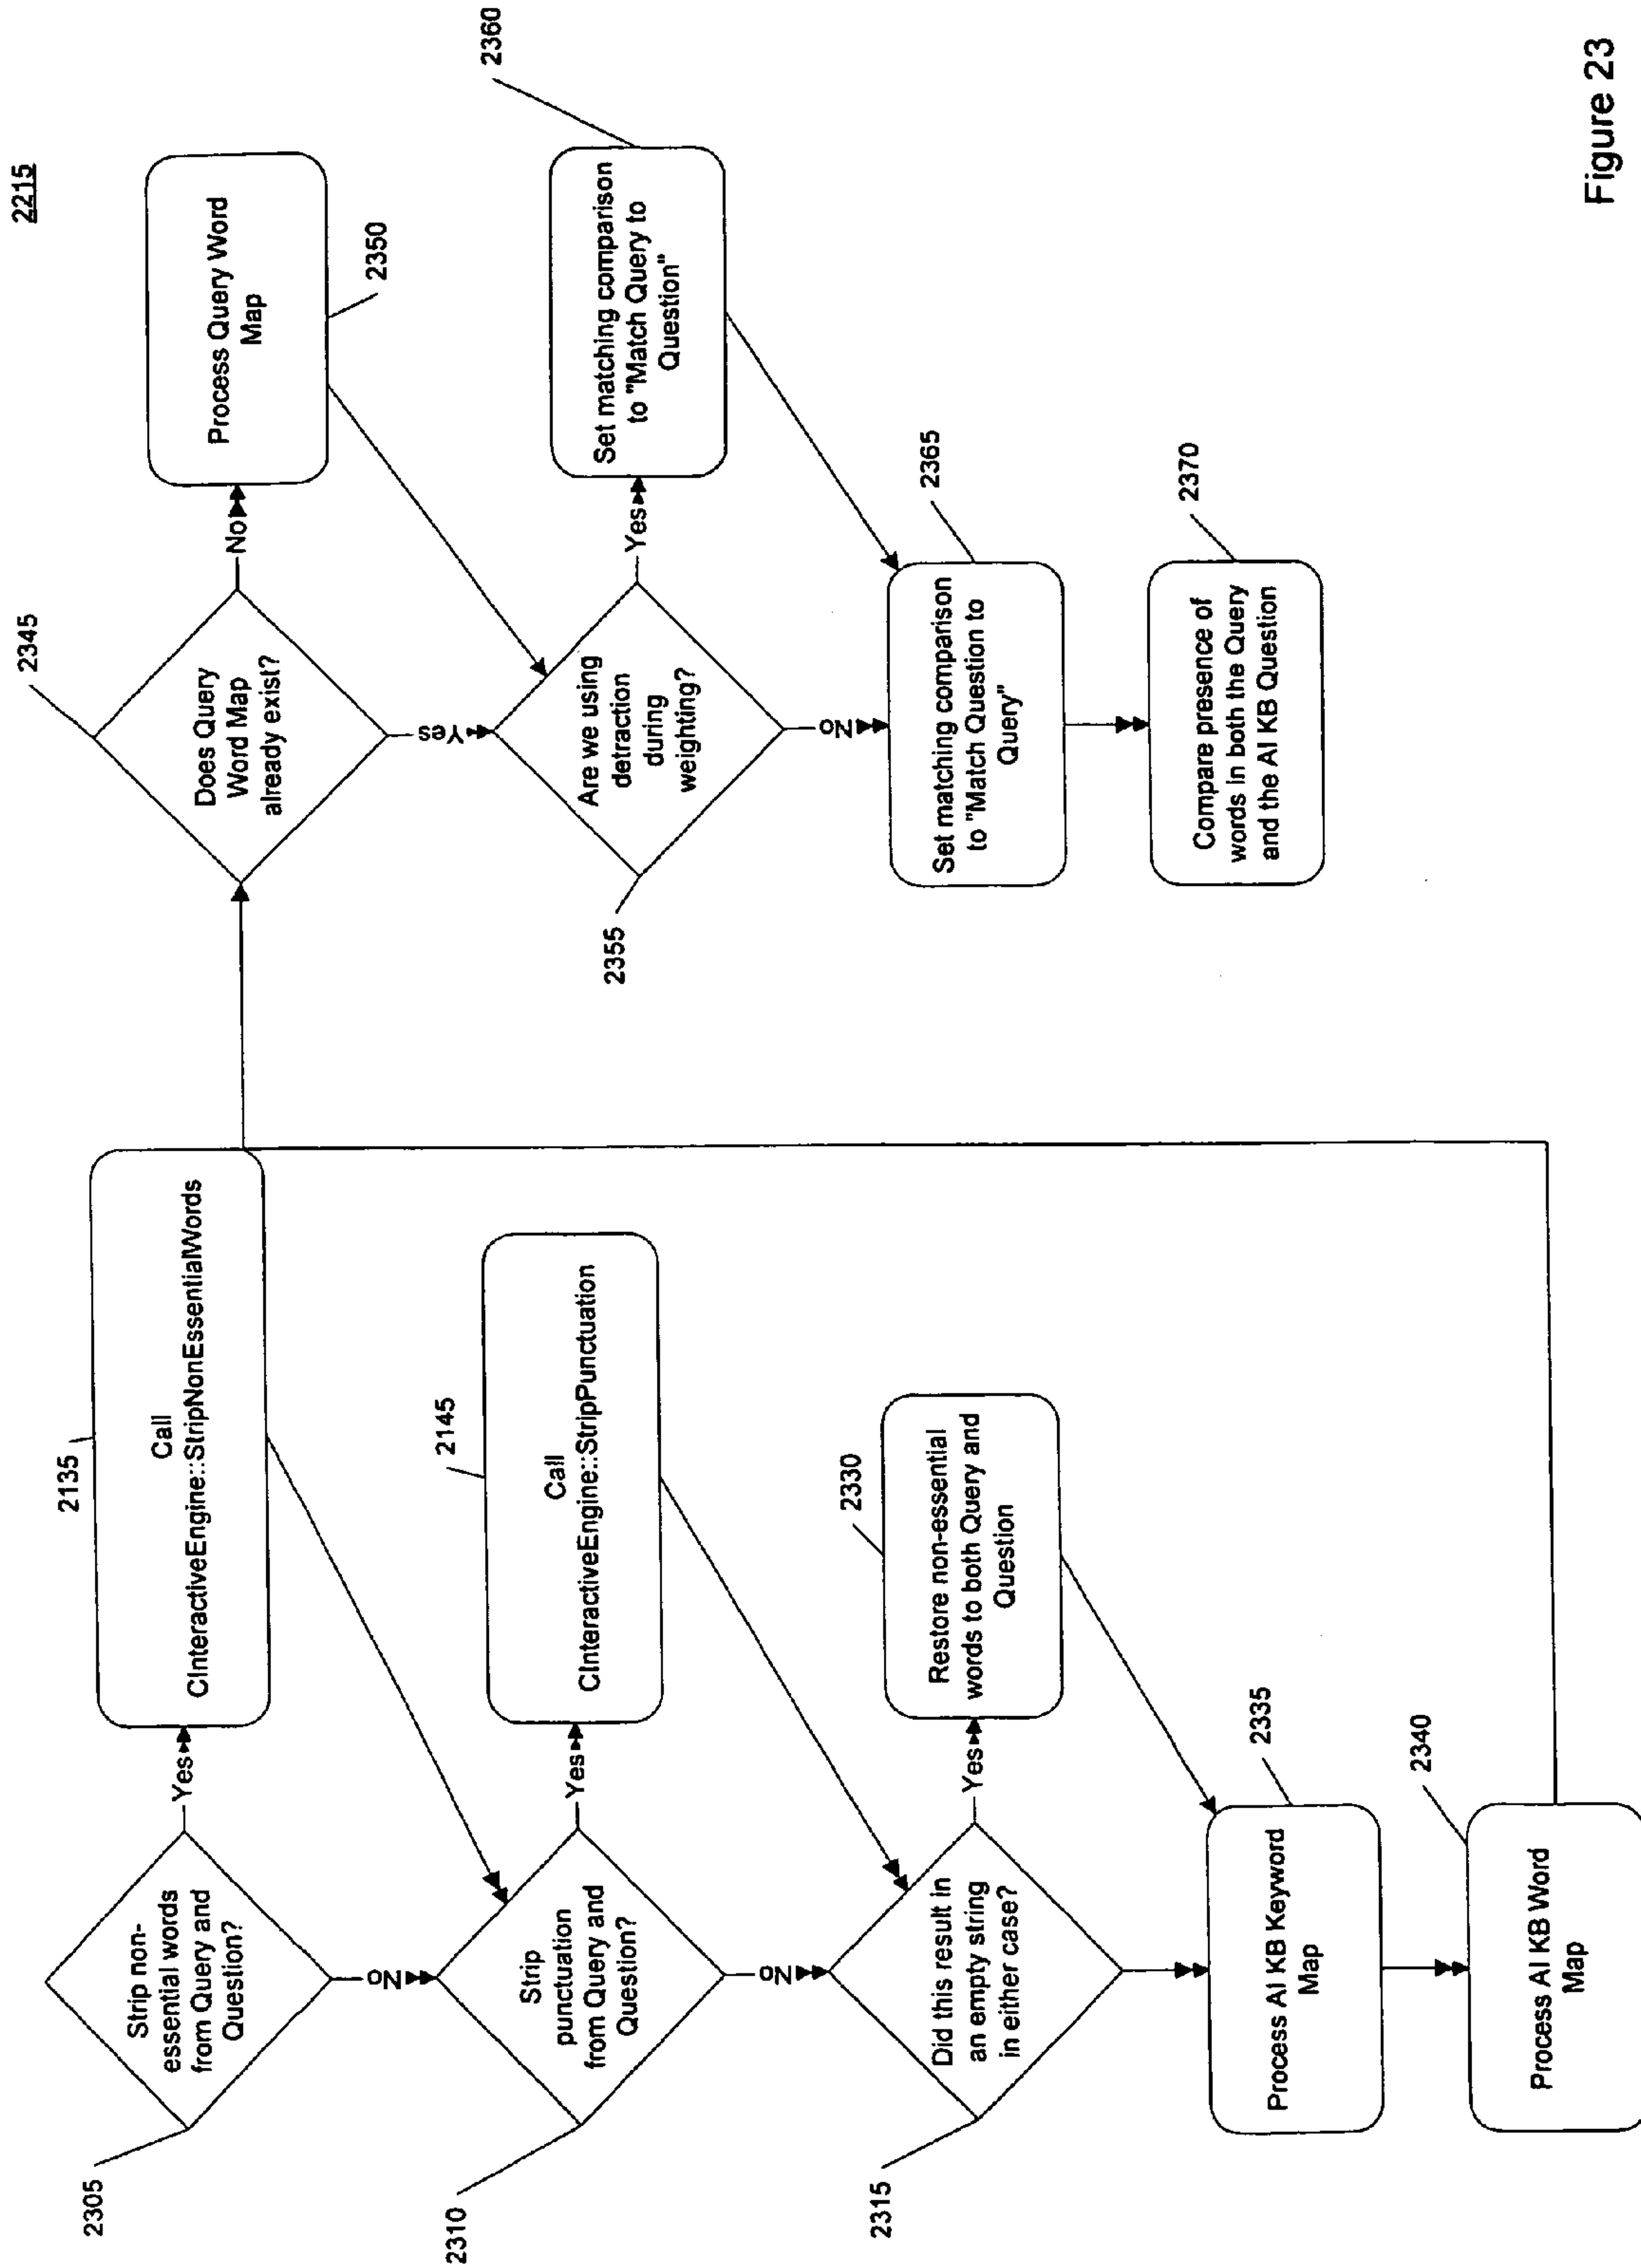 2215
2305
Strip non-
essential words
from Query and
Question?
Yes
2135
Call
CInteractiveEngine::StripNonEssentialWords
No
2310
Strip
punctuation
from Query and
Question?
Yes
2145
Call
CInteractiveEngine::StripPunctuation
No
2315
Did this result in
an empty string
in either case?
Yes
2330
Restore non-essential
words to both Query and
Question
2335
Process AI KB Keyword
Map
2340
Process AI KB Word
Map
2345
Does Query
Word Map
already exist?
No
Process Query Word
Map
2350
Yes
2355
Are we using
detraction
during
weighting?
Yes
2360
Set matching comparison
to "Match Query to
Question"
No
2365
Set matching comparison
to "Match Question to
Query"
2370
Compare presence of
words in both the Query
and the AI KB Question
Figure 23